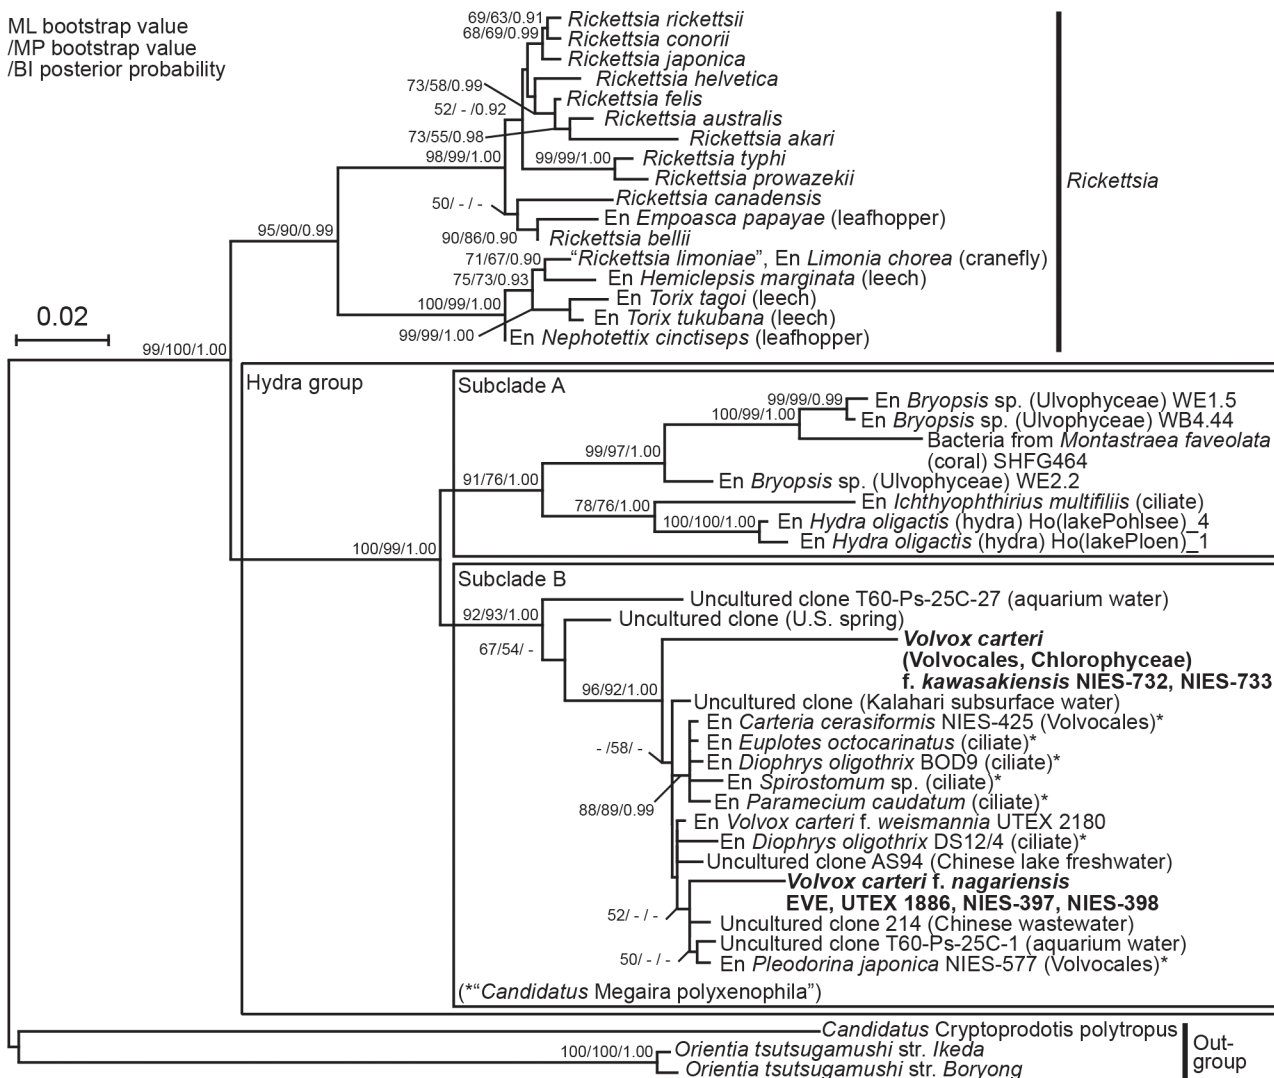 ML bootstrap value
/MP bootstrap value
/BI posterior probability
69/63/0.91
Rickettsia rickettsii
68/69/0.99
Rickettsia conorii
Rickettsia japonica
Rickettsia helvetica
73/58/0.99
Rickettsia felis
52/ - /0.92
Rickettsia australis
73/55/0.98
Rickettsia akari
98/99/1.00
99/99/1.00
Rickettsia typhi
Rickettsia prowazekii
Rickettsia
50/ - / -
Rickettsia canadensis
En Empoasca papayae (leafhopper)
95/90/0.99
90/86/0.90
Rickettsia bellii
71/67/0.90
“Rickettsia limoniae”, En Limonia chorea (cranefly)
75/73/0.93
En Hemiclepsis marginata (leech)
100/99/1.00
En Torix tagoi (leech)
0.02
En Torix tukubana (leech)
99/99/1.00
En Nephotettix cinctiseps (leafhopper)
99/100/1.00
Hydra group
Subclade A
99/99/0.99
En Bryopsis sp. (Ulvophyceae) WE1.5
100/99/1.00
En Bryopsis sp. (Ulvophyceae) WB4.44
Bacteria from Montastraea faveolata
(coral) SHFG464
99/97/1.00
91/76/1.00
En Bryopsis sp. (Ulvophyceae) WE2.2
78/76/1.00
En Ichthyophthirius multifiliis (ciliate)
100/100/1.00
En Hydra oligactis (hydra) Ho(lakePohlsee)_4
En Hydra oligactis (hydra) Ho(lakePloen)_1
100/99/1.00
Subclade B
Uncultured clone T60-Ps-25C-27 (aquarium water)
92/93/1.00
Uncultured clone (U.S. spring)
67/54/ -
Volvox carteri
(Volvocales, Chlorophyceae)
f. kawasakiensis NIES-732, NIES-733
96/92/1.00
Uncultured clone (Kalahari subsurface water)
En Carteria cerasiformis NIES-425 (Volvocales)*
- /58/ -
En Euplotes octocarinatus (ciliate)*
En Diophrys oligothrix BOD9 (ciliate)*
En Spirostomum sp. (ciliate)*
88/89/0.99
En Paramecium caudatum (ciliate)*
En Volvox carteri f. weismannia UTEX 2180
En Diophrys oligothrix DS12/4 (ciliate)*
Uncultured clone AS94 (Chinese lake freshwater)
Volvox carteri f. nagariensis
EVE, UTEX 1886, NIES-397, NIES-398
52/ - / -
Uncultured clone 214 (Chinese wastewater)
Uncultured clone T60-Ps-25C-1 (aquarium water)
50/ - / -
En Pleodorina japonica NIES-577 (Volvocales)*
(*“Candidatus Megaira polyxenophila”)
Candidatus Cryptoprodotis polytropus
100/100/1.00
Orientia tsutsugamushi str. Ikeda
Orientia tsutsugamushi str. Boryong
Out-
group